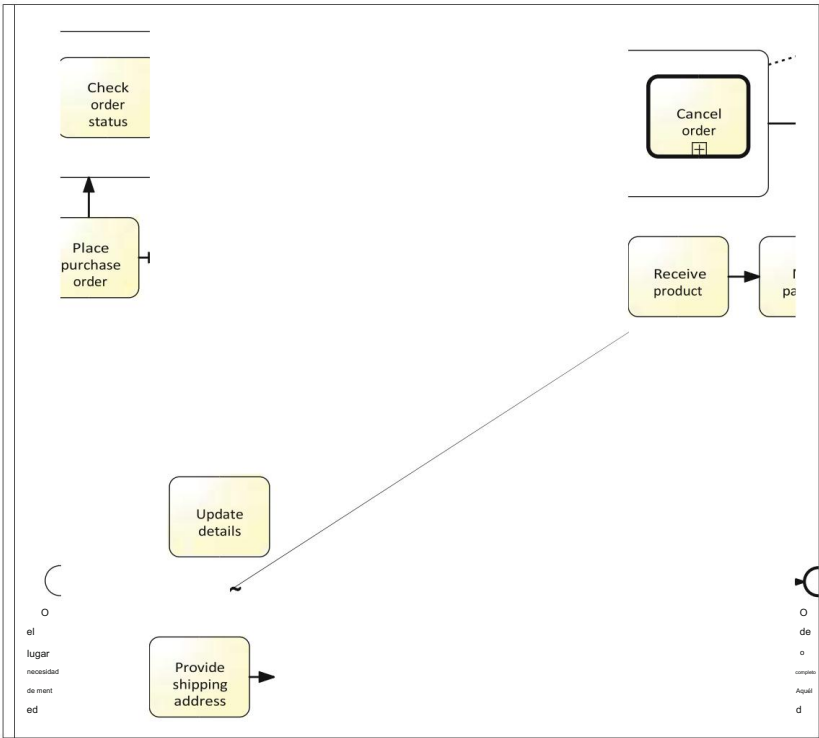 Check
order
status
Cancel
order
Place
purchase
order
Receive
product
pa
Update
details
Provide
shipping
address
O
el
lugar
necesidad
de ment
ed
O
de
o
completo
Aquél
d